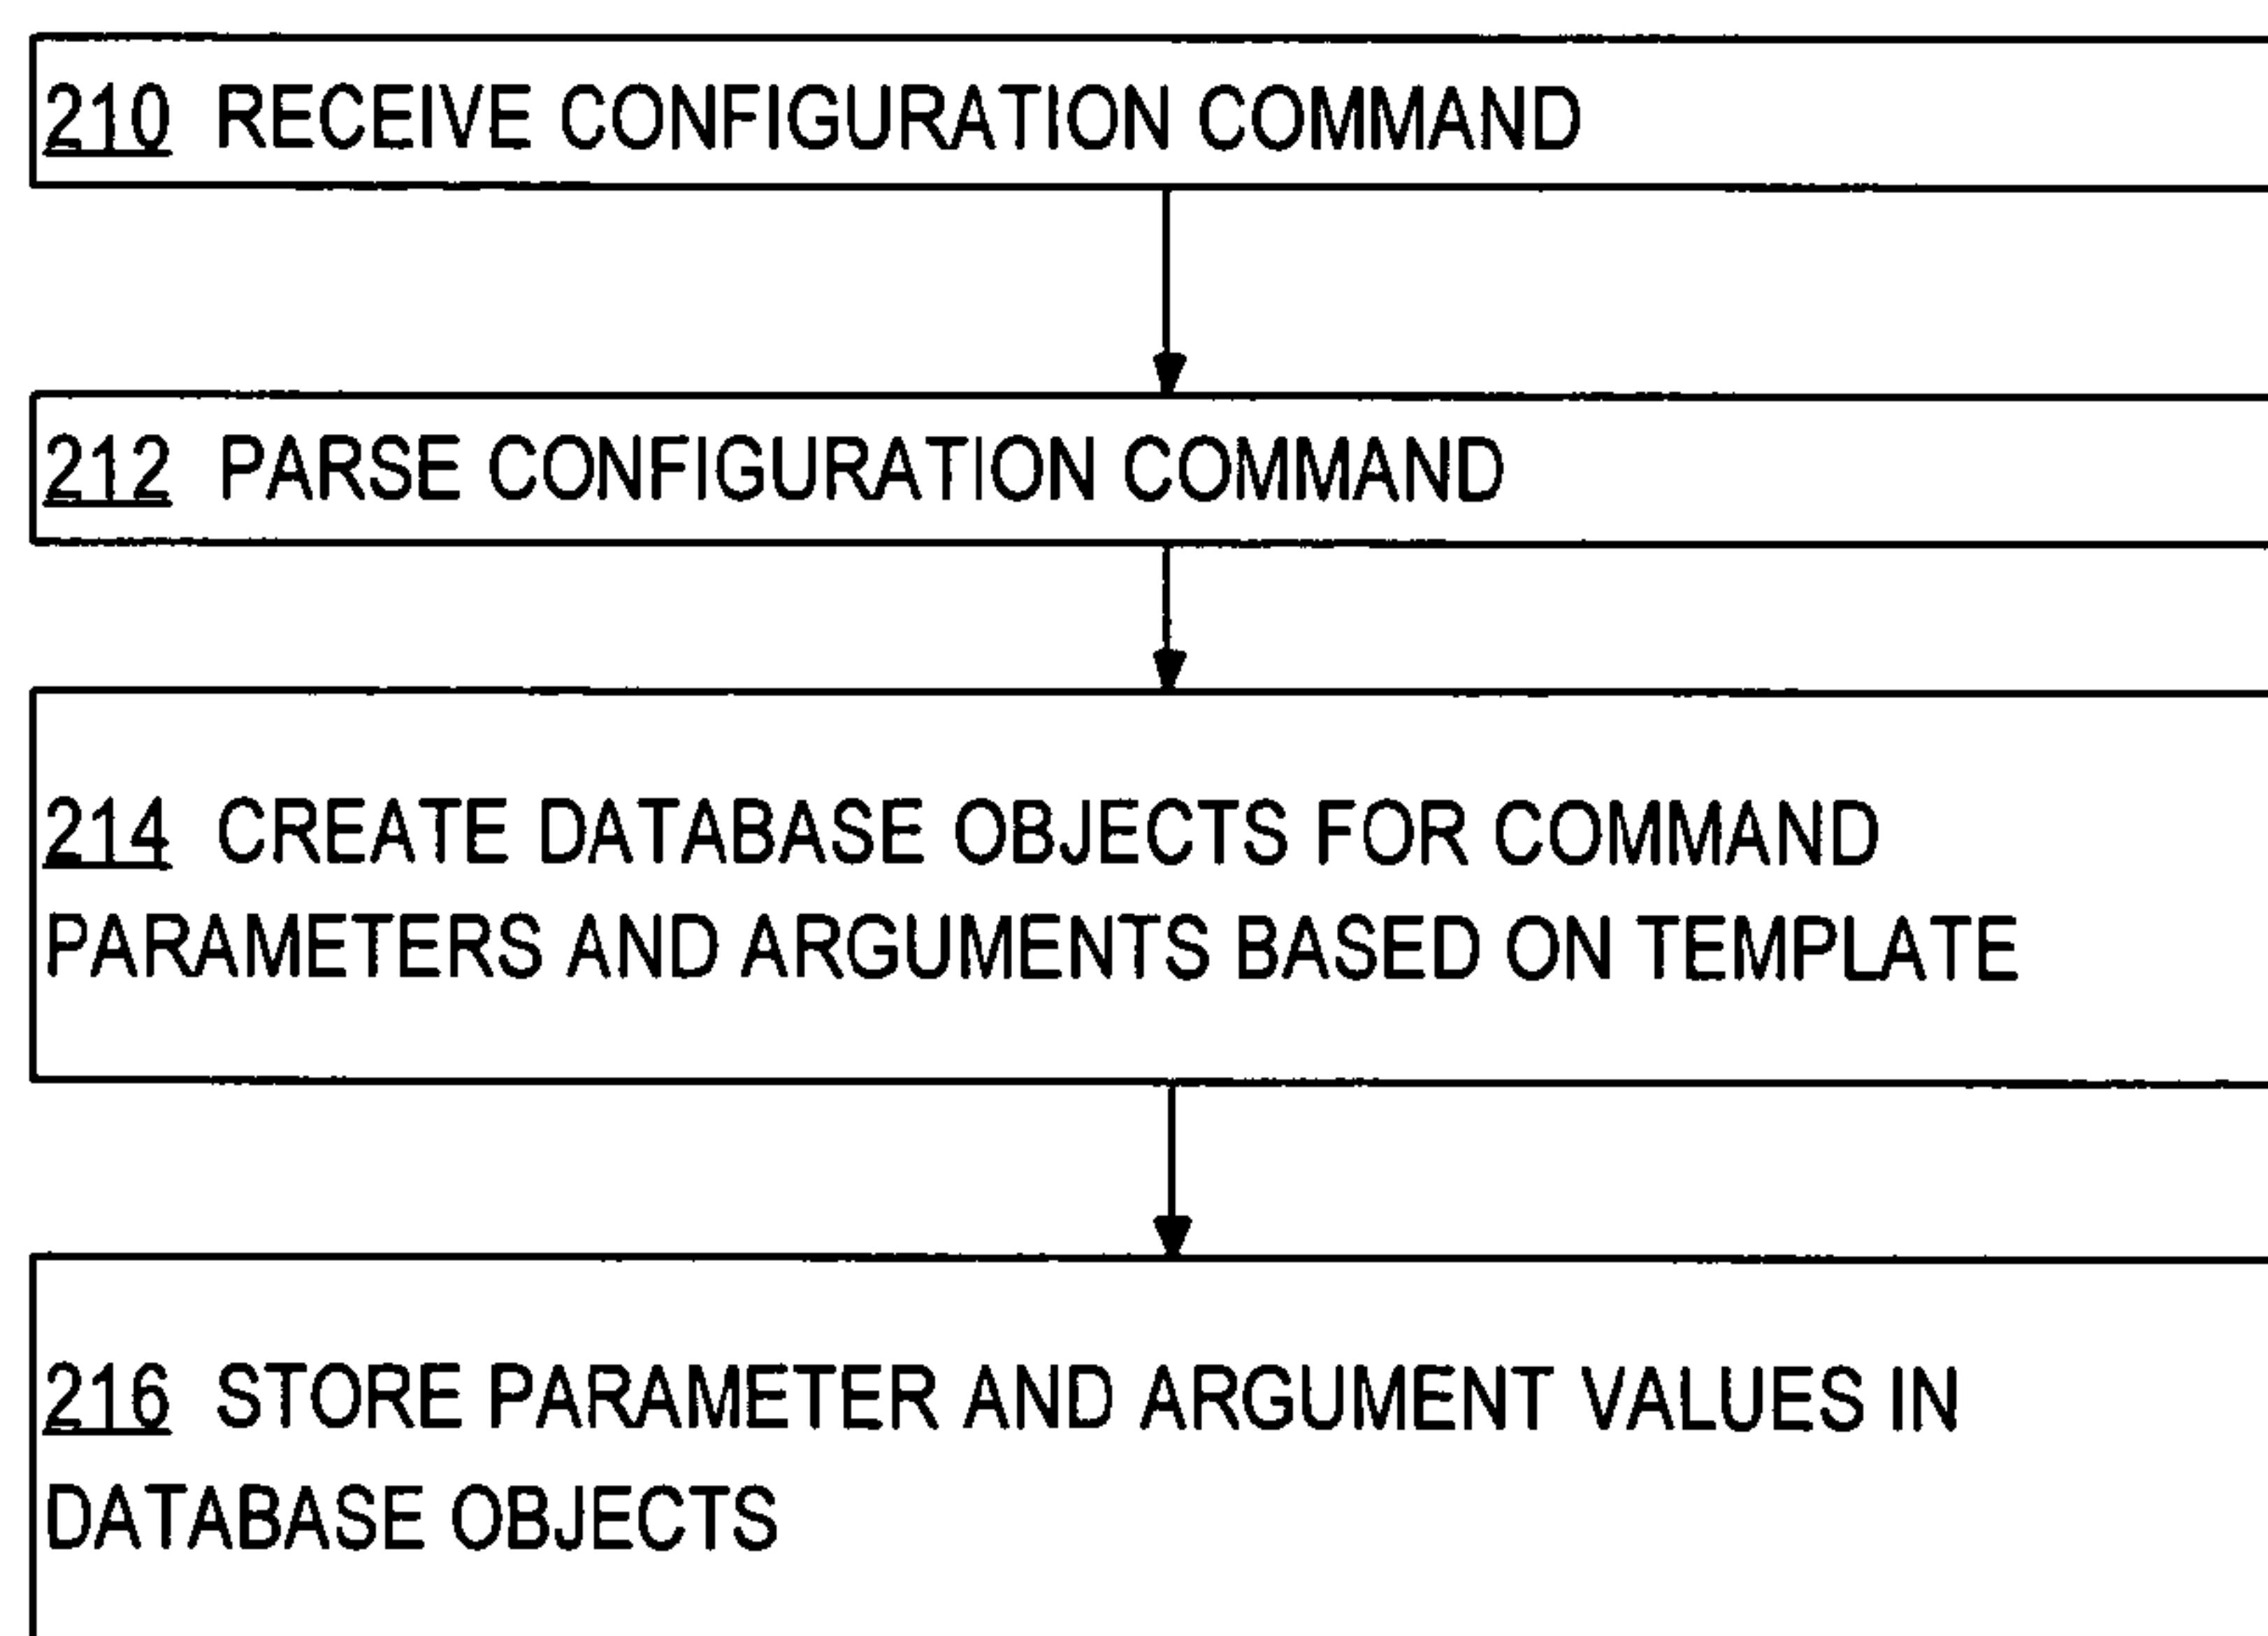 210 RECEIVE CONFIGURATION COMMAND
212 PARSE CONFIGURATION COMMAND
214 CREATE DATABASE OBJECTS FOR COMMAND
PARAMETERS AND ARGUMENTS BASED ON TEMPLATE
216 STORE PARAMETER AND ARGUMENT VALUES IN
DATABASE OBJECTS